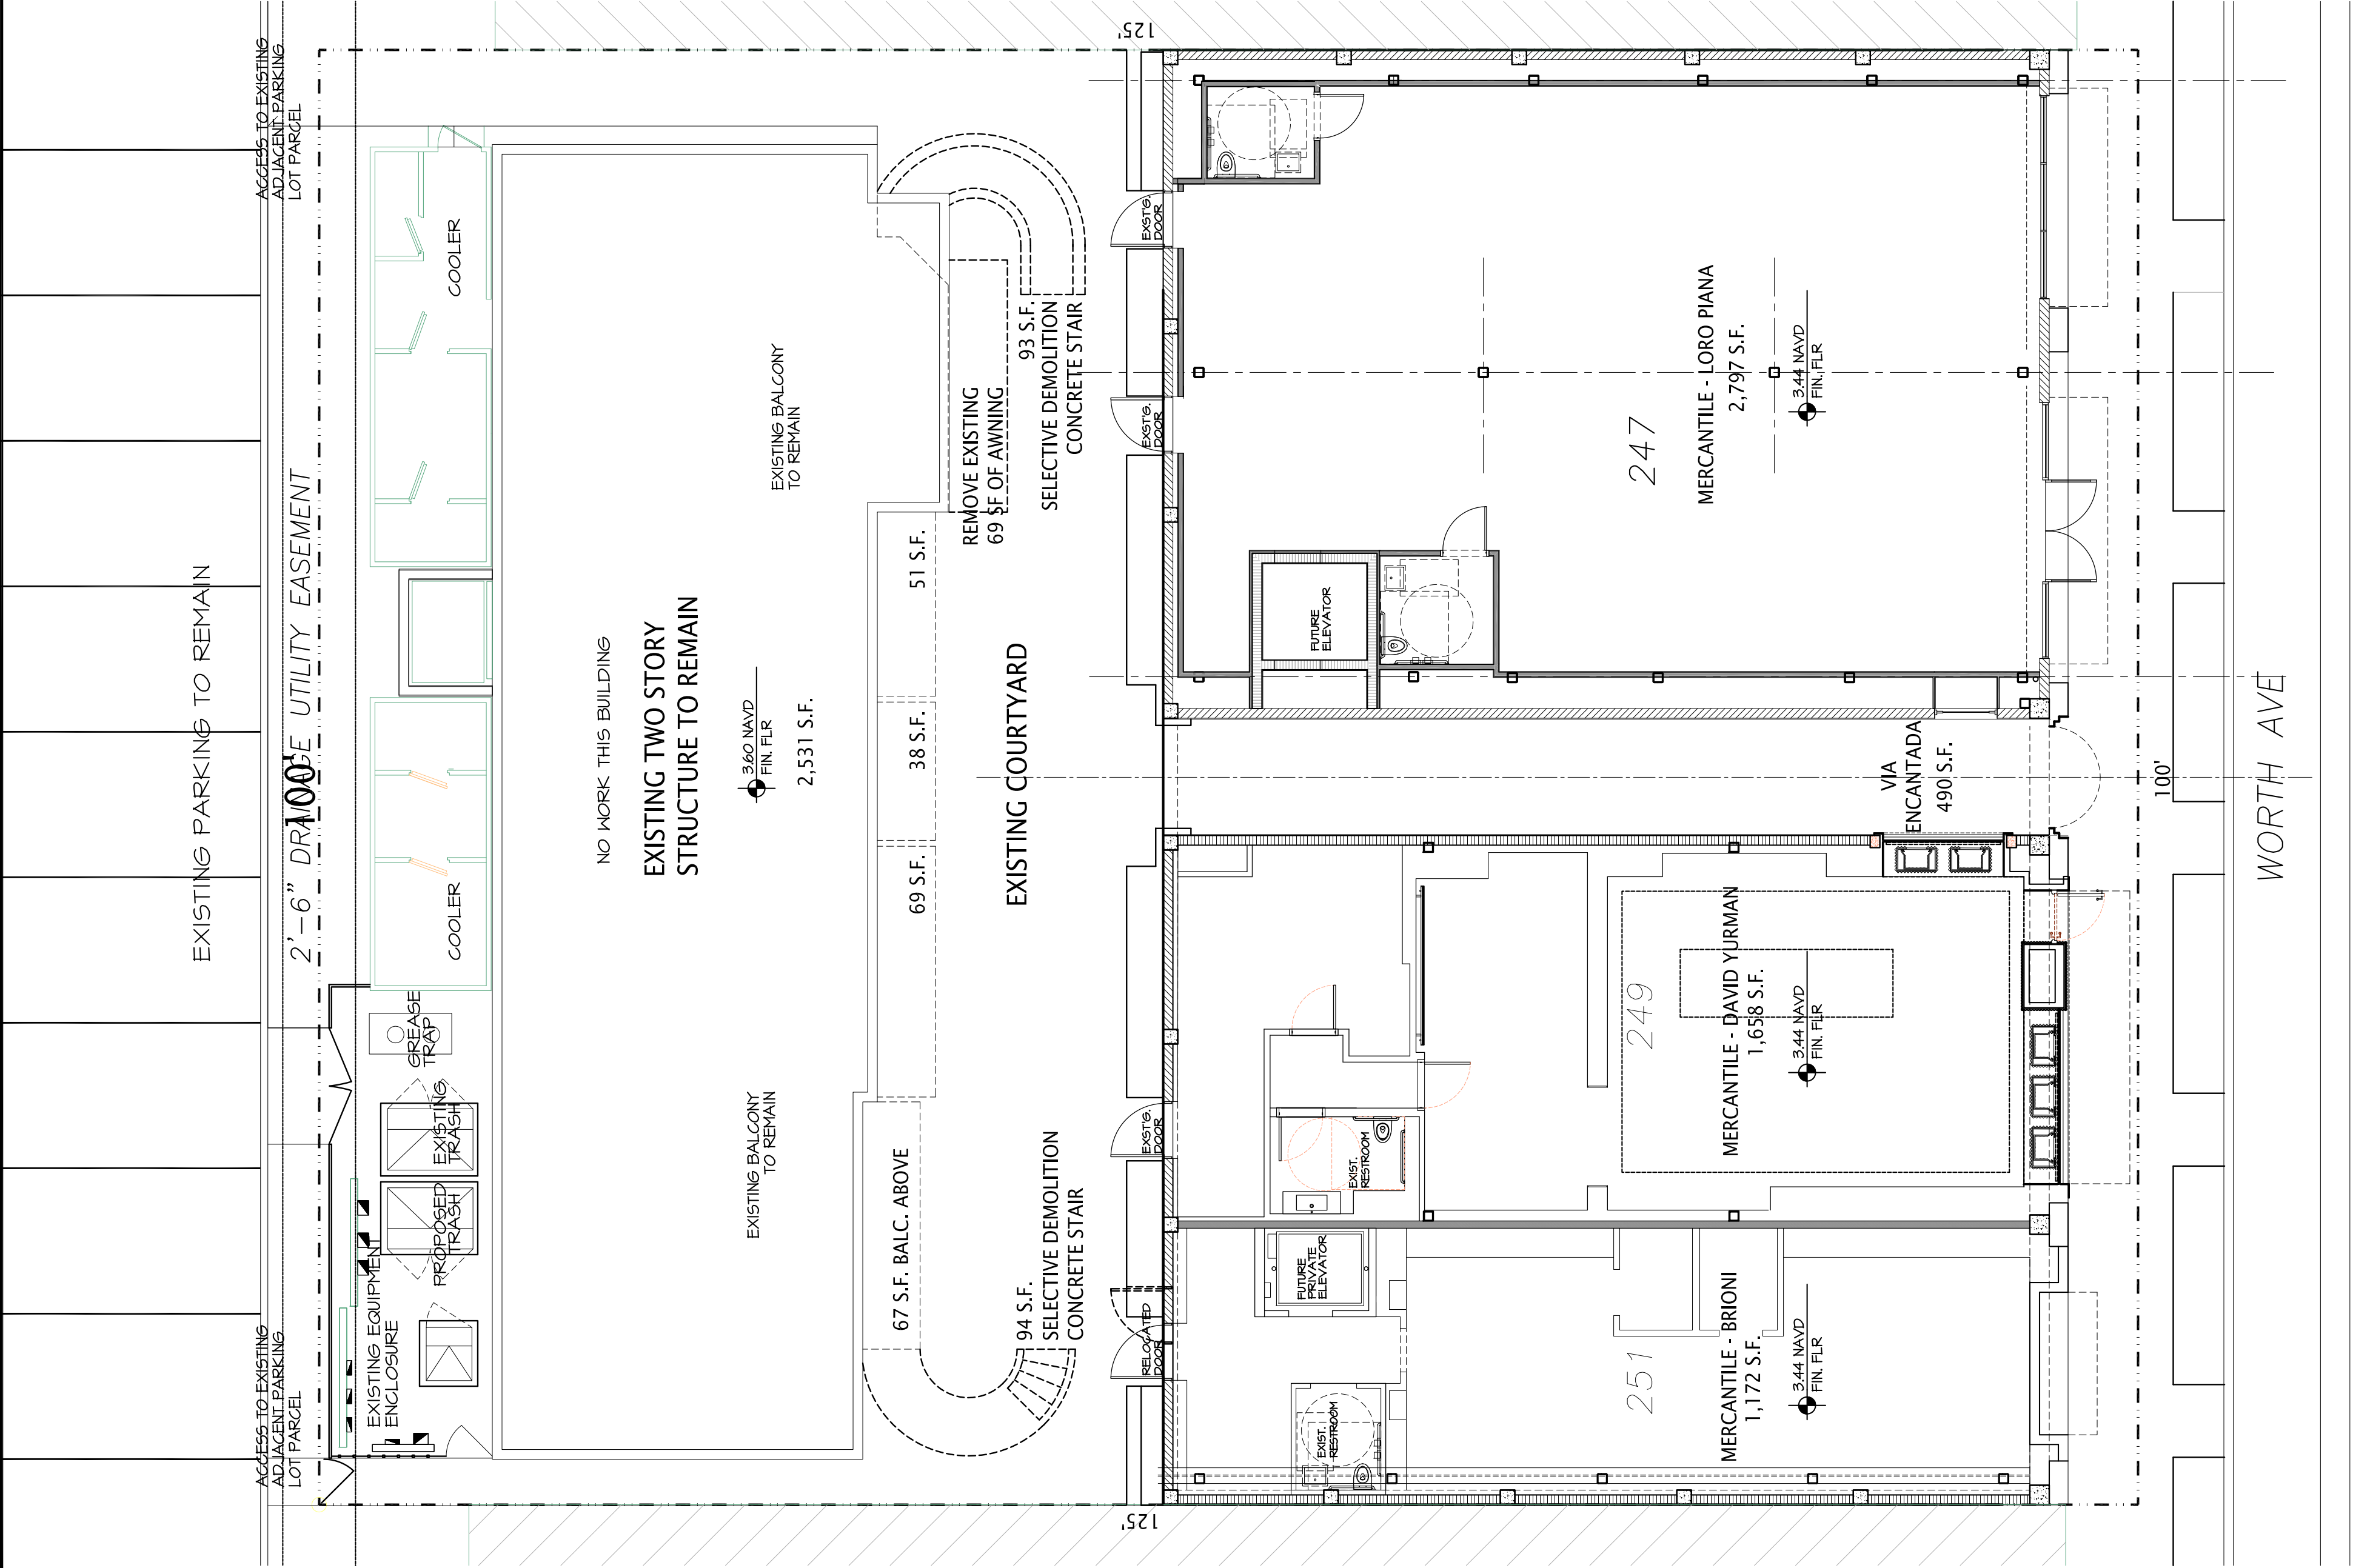 ACCESS TO EXISTING
ADJACENT PARKING
LOT PARCEL
EXISTING PARKING TO REMAIN
2'-6" DRAINAGE UTILITY EASEMENT
100'
ACCESS TO EXISTING
ADJACENT PARKING
LOT PARCEL
COOLER
COOLER
GREASE
TRAP
EXISTING
TRASH
PROPOSED
TRASH
EXISTING EQUIPMENT
ENCLOSURE
NO WORK THIS BUILDING
EXISTING TWO STORY
STRUCTURE TO REMAIN
3.60 NAVD
FIN. FLR
2,531 S.F.
EXISTING BALCONY
TO REMAIN
EXISTING BALCONY
TO REMAIN
51 S.F.
38 S.F.
69 S.F.
67 S.F. BALC. ABOVE
REMOVE EXISTING
69 SF OF AWNING
93 S.F.
SELECTIVE DEMOLITION
CONCRETE STAIR
EXISTING COURTYARD
94 S.F.
SELECTIVE DEMOLITION
CONCRETE STAIR
125'
125'
EXST'G.
DOOR
EXST'G.
DOOR
EXST'G.
DOOR
RELOCATED
DOOR
FUTURE
ELEVATOR
247
MERCANTILE - LORO PIANA
2,797 S.F.
3.44 NAVD
FIN. FLR
VIA
ENCANTADA
490 S.F.
EXIST.
RESTROOM
249
MERCANTILE - DAVID YURMAN
1,658 S.F.
3.44 NAVD
FIN. FLR
FUTURE
PRIVATE
ELEVATOR
EXIST.
RESTROOM
251
MERCANTILE - BRIONI
1,172 S.F.
3.44 NAVD
FIN. FLR
100'
WORTH AVE